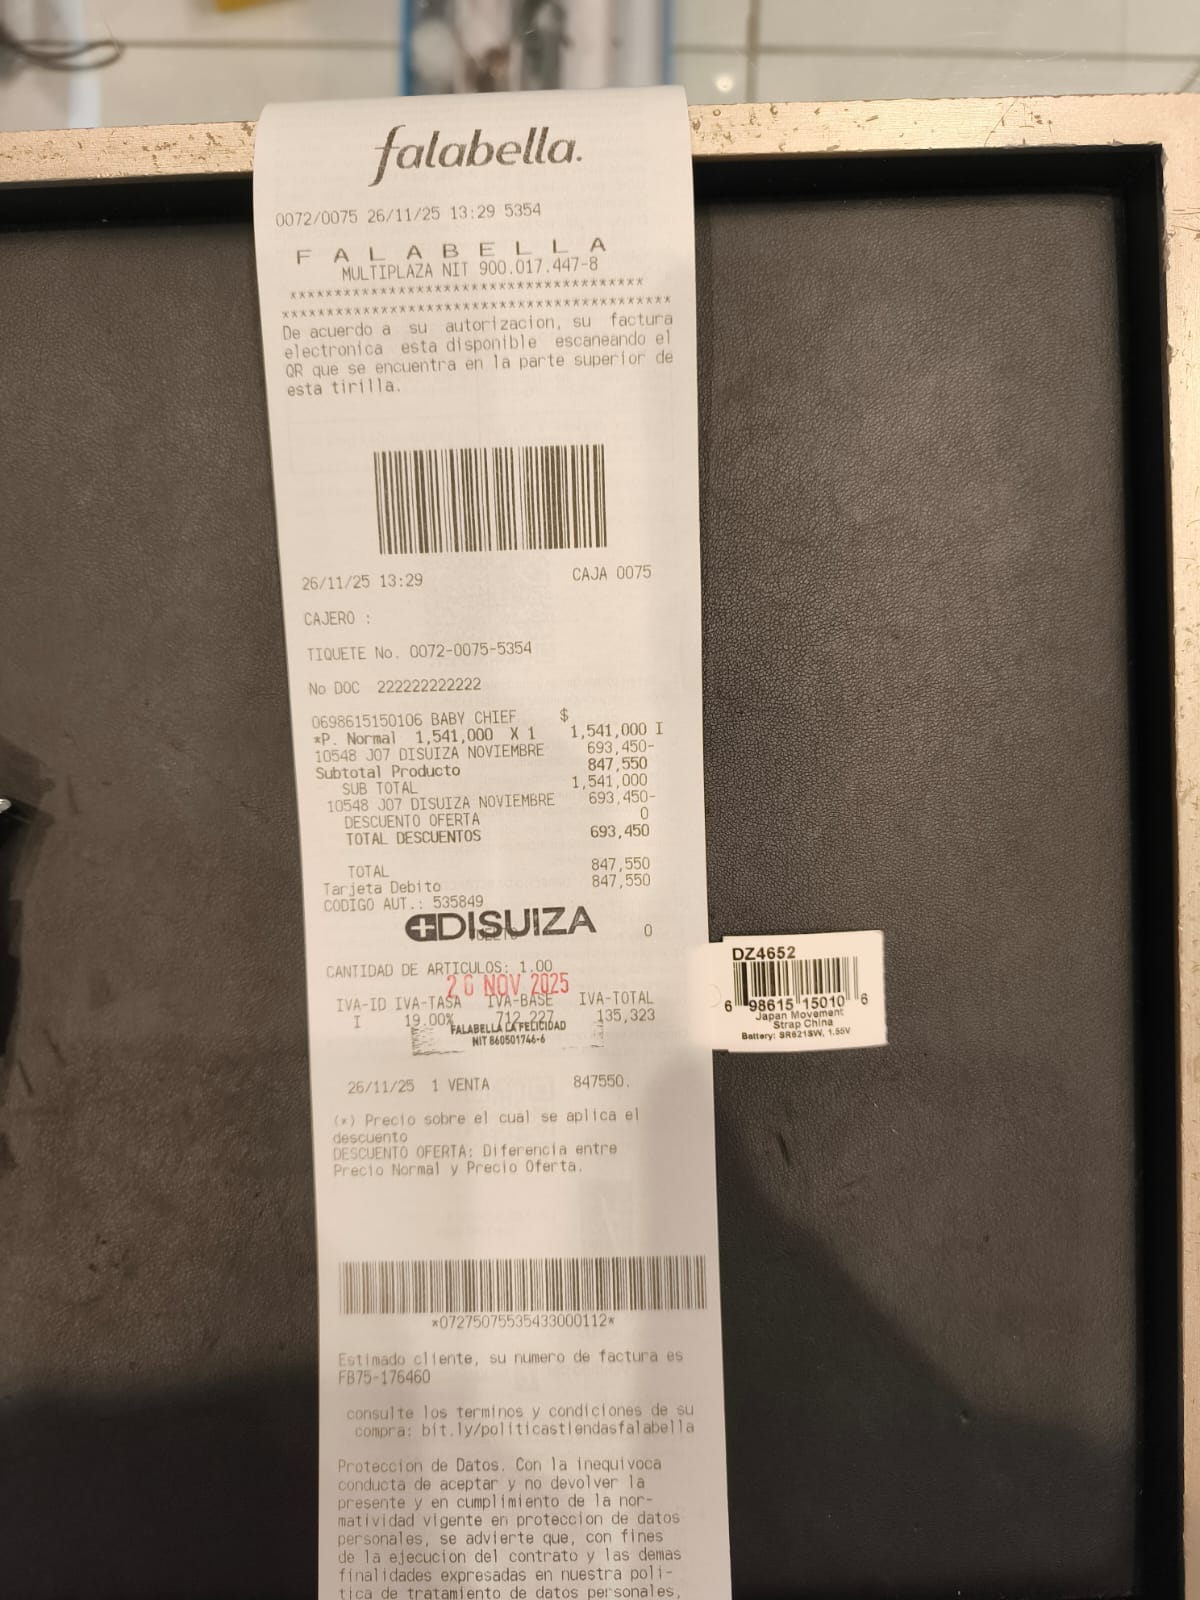 falabella.
0072/0075 26/11/25 13:29 5354
F A L A B E L L A
MULTIPLAZA NIT 900.017.447-8
****************************************
********************************************
De acuerdo a su autorizacion, su factura
electronica esta disponible escaneando el
QR que se encuentra en la parte superior de
esta tirilla.
26/11/25 13:29 CAJA 0075
CAJERO :
TIQUETE No. 0072-0075-5354
No DOC 222222222222
0698615150106 BABY CHIEF $
*P. Normal 1,541,000 X 1 1,541,000 I
10548 J07 DISUIZA NOVIEMBRE 693,450-
Subtotal Producto 847,550
SUB TOTAL 1,541,000
10548 J07 DISUIZA NOVIEMBRE 693,450-
DESCUENTO OFERTA 0
TOTAL DESCUENTOS 693,450
TOTAL 847,550
Tarjeta Debito 847,550
CODIGO AUT.: 535849
DISUIZA
0
CANTIDAD DE ARTICULOS: 1.00
26 NOV 2025
IVA-ID IVA-TASA IVA-BASE IVA-TOTAL
I 19.00% 712,227 135,323
FALABELLA LA FELICIDAD
NIT 860501746-6
26/11/25 1 VENTA 847550.
(*) Precio sobre el cual se aplica el
descuento
DESCUENTO OFERTA: Diferencia entre
Precio Normal y Precio Oferta.
*07275075535433000112*
Estimado cliente, su numero de factura es
FB75-176460
consulte los terminos y condiciones de su
compra: bit.ly/politicastiendasfalabella
Proteccion de Datos. Con la inequivoca
conducta de aceptar y no devolver la
presente y en cumplimiento de la nor-
matividad vigente en proteccion de datos
personales, se advierte que, con fines
de la ejecucion del contrato y las demas
finalidades expresadas en nuestra poli-
tica de tratamiento de datos personales,
DZ4652
6 98615 15010 6
Japan Movement
Strap China
Battery: SR621SW, 1.55V